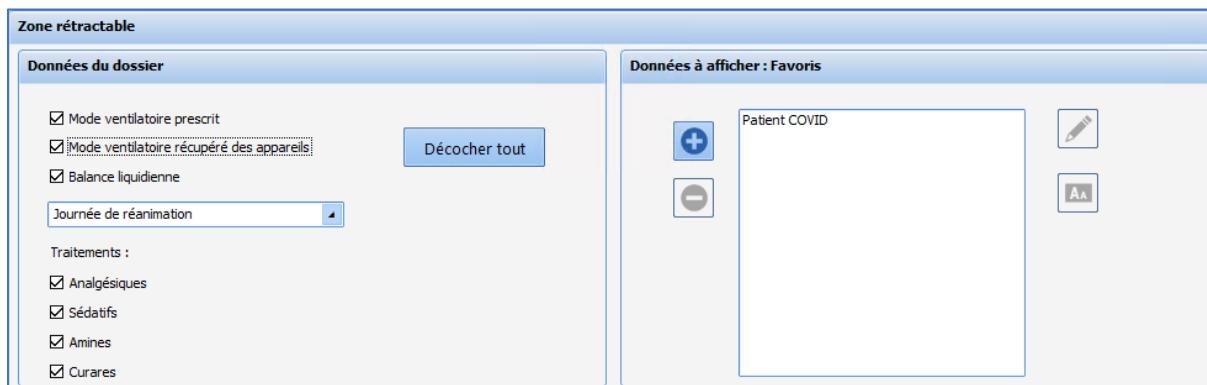 Zone rétractable
Données du dossier
Mode ventilatoire prescrit
Mode ventilatoire récupéré des appareils
Balance liquidienne
Décocher tout
Journée de réanimation
Traitements :
Analgésiques
Sédatifs
Amines
Curares
Données à afficher : Favoris
Patient COVID
AA